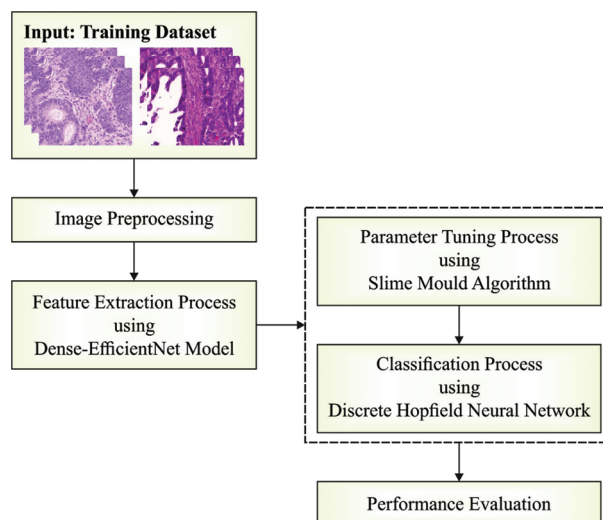 Input: Training Dataset
Image Preprocessing
Feature Extraction Process
using
Dense-EfficientNet Model
Parameter Tuning Process
using
Slime Mould Algorithm
Classification Process
using
Discrete Hopfield Neural Network
Performance Evaluation